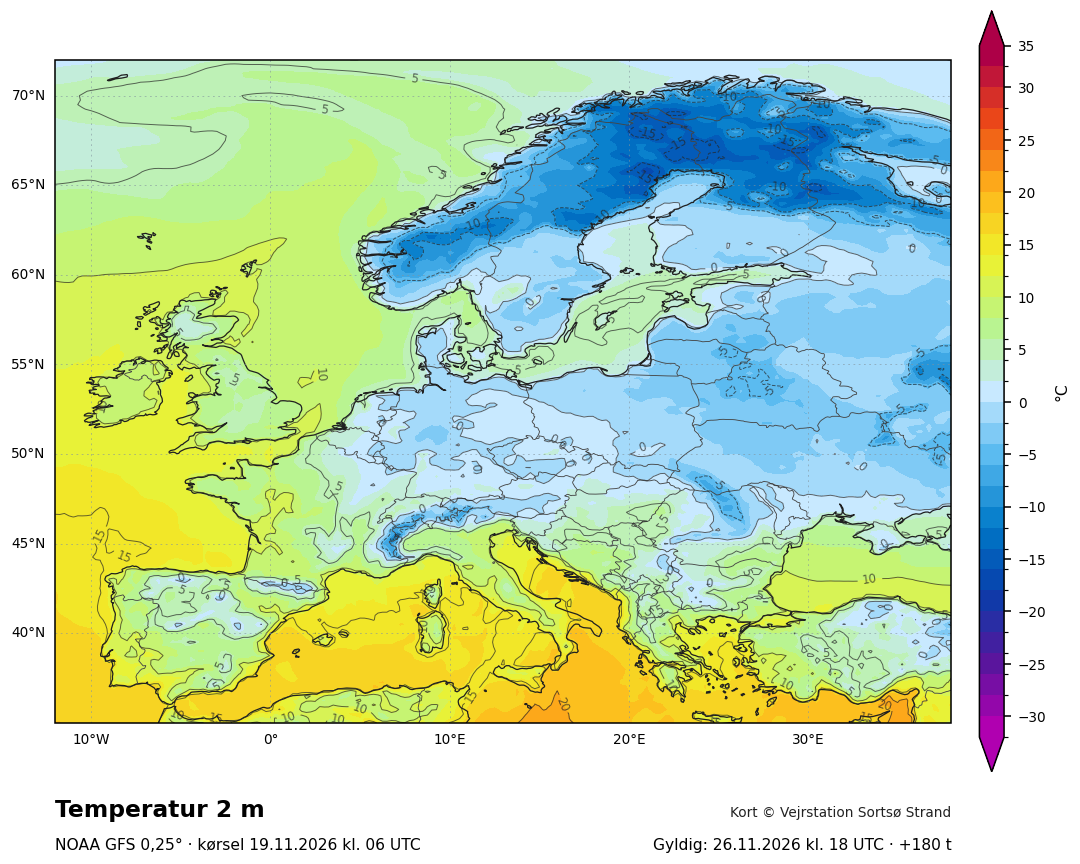 35
30
25
20
15
10
5
0
−5
−10
−15
−20
−25
−30
°C
70°N
65°N
60°N
55°N
50°N
45°N
40°N
10°W
0°
10°E
20°E
30°E
Temperatur 2 m
Kort © Vejrstation Sortsø Strand
NOAA GFS 0,25° · kørsel 19.11.2026 kl. 06 UTC
Gyldig: 26.11.2026 kl. 18 UTC · +180 t